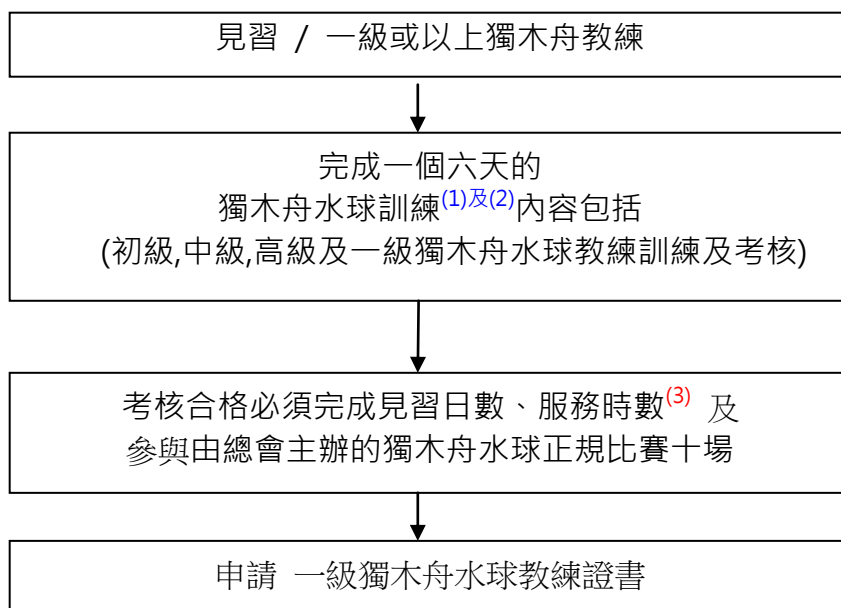 見習 / 一級或以上獨木舟教練
完成一個六天的
獨木舟水球訓練(1)及(2)內容包括
(初級,中級,高級及一級獨木舟水球教練訓練及考核)
考核合格必須完成見習日數、服務時數(3) 及
參與由總會主辦的獨木舟水球正規比賽十場
申請 一級獨木舟水球教練證書